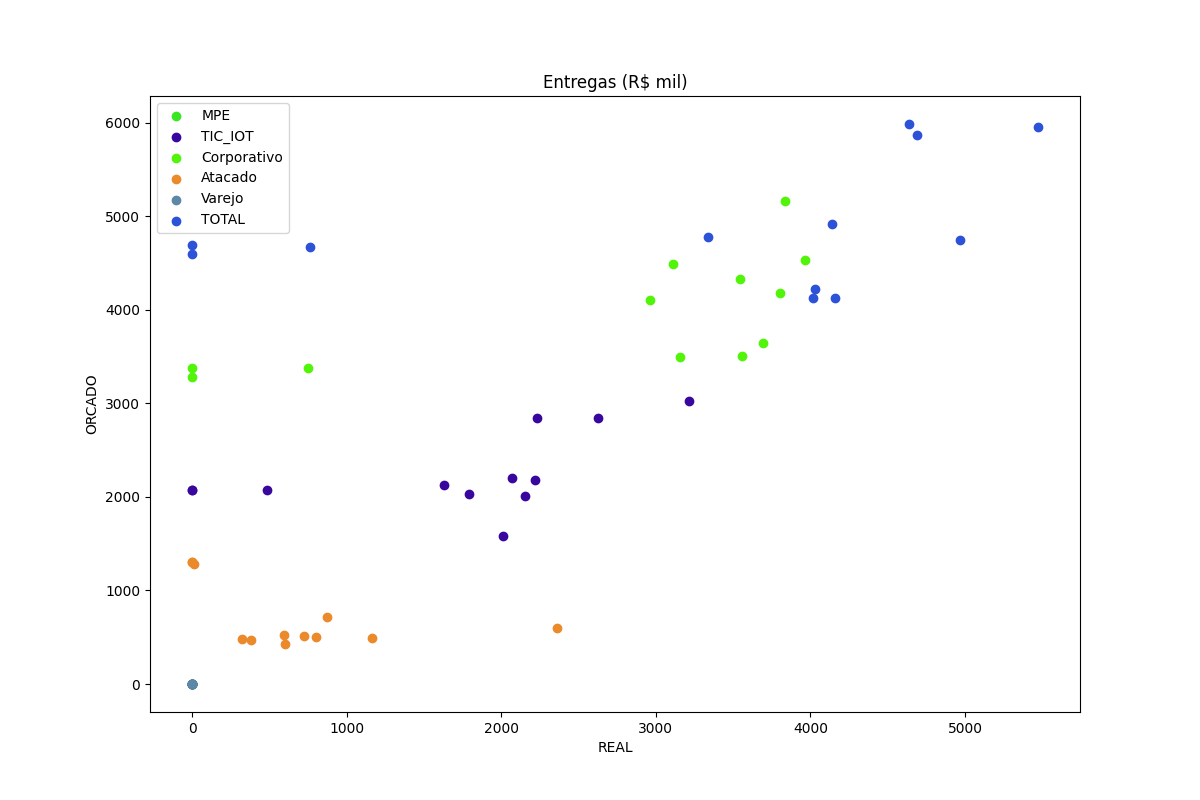 Entregas (R$ mil)
MPE
TIC_IOT
Corporativo
Atacado
Varejo
TOTAL
6000
5000
4000
3000
2000
1000
0
ORCADO
0 1000 2000 3000 4000 5000
REAL